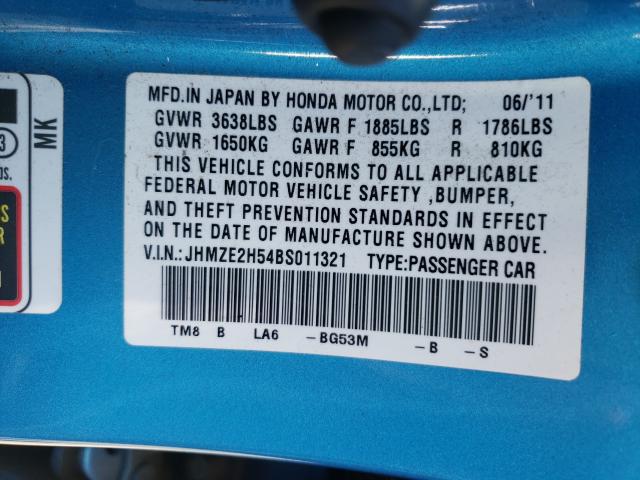 MFD.IN JAPAN BY HONDA MOTOR CO.,LTD; 06/'11
GVWR 3638LBS GAWR F 1885LBS R 1786LBS
GVWR 1650KG GAWR F 855KG R 810KG
THIS VEHICLE CONFORMS TO ALL APPLICABLE
FEDERAL MOTOR VEHICLE SAFETY ,BUMPER,
AND THEFT PREVENTION STANDARDS IN EFFECT
ON THE DATE OF MANUFACTURE SHOWN ABOVE.
V.I.N.: JHMZE2H54BS011321 TYPE:PASSENGER CAR
TM8 B LA6 -BG53M -B -S
MK